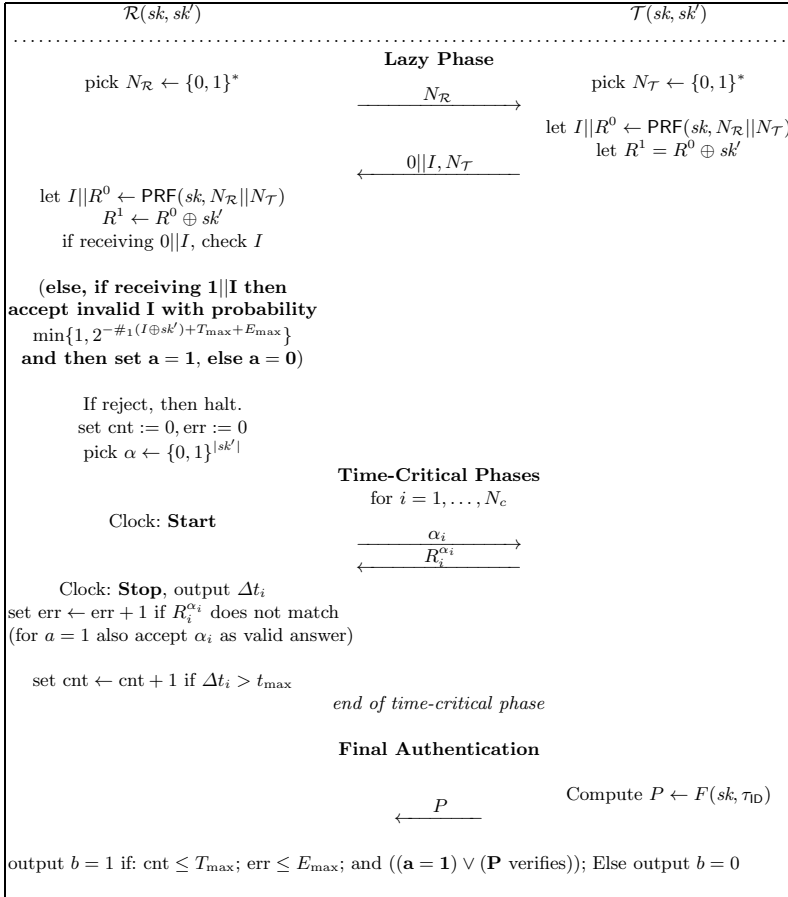 𝓡(sk, sk′) 𝓣(sk, sk′)
Lazy Phase
pick N_𝓡 ← {0, 1}* pick N_𝓣 ← {0, 1}*
N_𝓡
let I||R⁰ ← PRF(sk, N_𝓡||N_𝓣)
let R¹ = R⁰ ⊕ sk′
0||I, N_𝓣
let I||R⁰ ← PRF(sk, N_𝓡||N_𝓣)
R¹ ← R⁰ ⊕ sk′
if receiving 0||I, check I
(else, if receiving 1||I then
accept invalid I with probability
min{1, 2^{−#₁(I⊕sk′)+T_max+E_max}}
and then set a = 1, else a = 0)
If reject, then halt.
set cnt := 0, err := 0
pick α ← {0, 1}^{|sk′|}
Time-Critical Phases
for i = 1, . . . , N_c
Clock: Start
α_i
R_i^{α_i}
Clock: Stop, output Δt_i
set err ← err + 1 if R_i^{α_i} does not match
(for a = 1 also accept α_i as valid answer)
set cnt ← cnt + 1 if Δt_i > t_max
end of time-critical phase
Final Authentication
Compute P ← F(sk, τ_ID)
P
output b = 1 if: cnt ≤ T_max; err ≤ E_max; and ((a = 1) ∨ (P verifies)); Else output b = 0